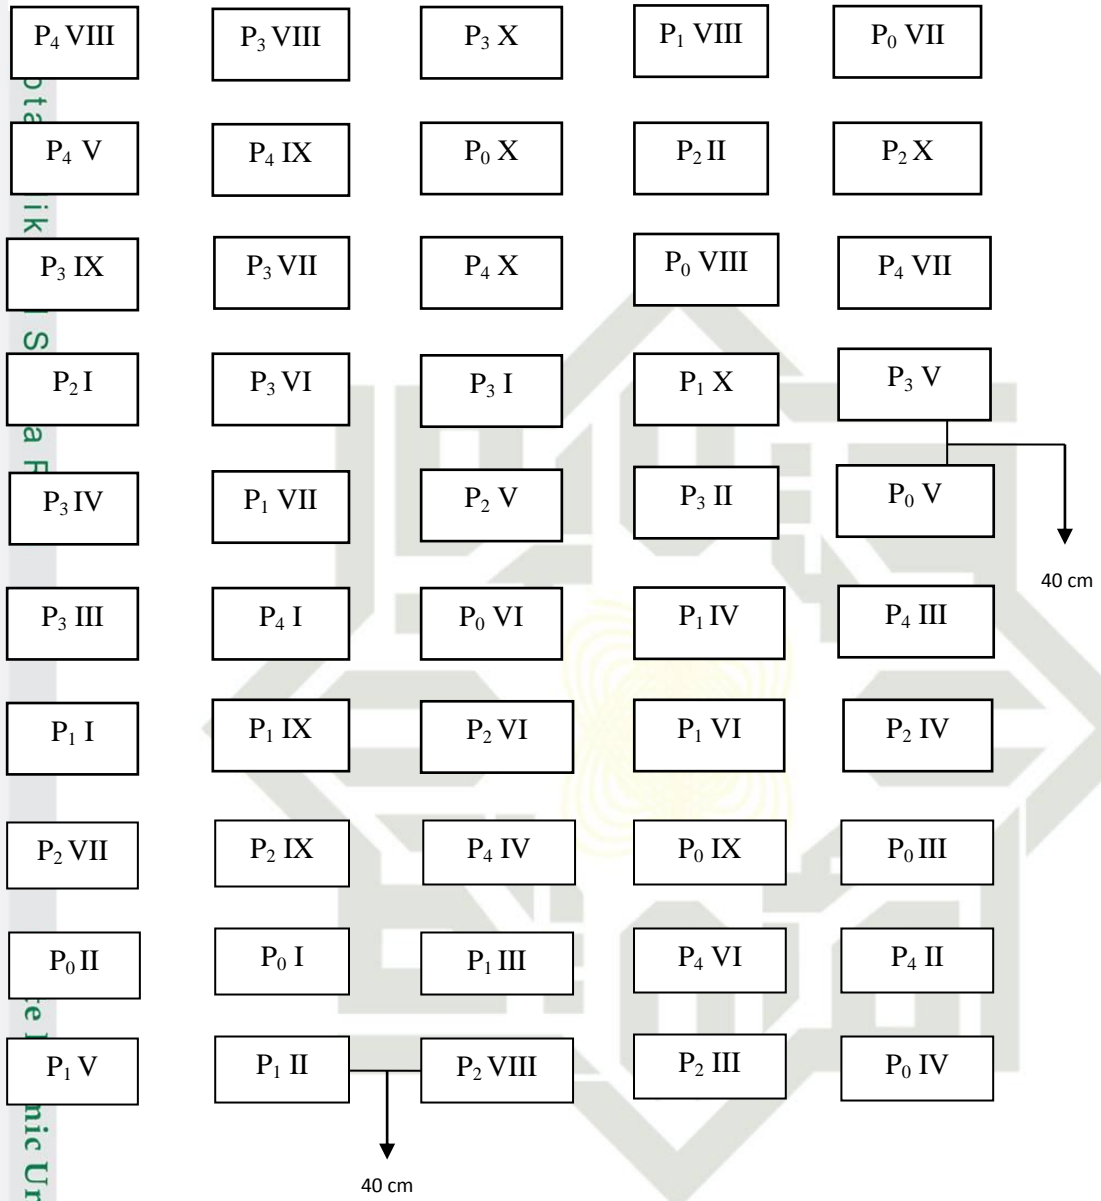 P₄ VIII P₃ VIII P₃ X P₁ VIII P₀ VII
P₄ V P₄ IX P₀ X P₂ II P₂ X
P₃ IX P₃ VII P₄ X P₀ VIII P₄ VII
P₂ I P₃ VI P₃ I P₁ X P₃ V
P₃ IV P₁ VII P₂ V P₃ II P₀ V
40 cm
P₃ III P₄ I P₀ VI P₁ IV P₄ III
P₁ I P₁ IX P₂ VI P₁ VI P₂ IV
P₂ VII P₂ IX P₄ IV P₀ IX P₀ III
P₀ II P₀ I P₁ III P₄ VI P₄ II
P₁ V P₁ II P₂ VIII P₂ III P₀ IV
40 cm